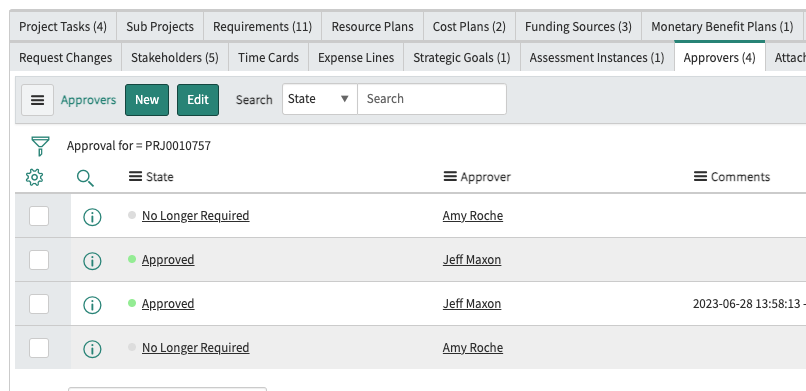 Project Tasks (4) Sub Projects Requirements (11) Resource Plans Cost Plans (2) Funding Sources (3) Monetary Benefit Plans (1)
Request Changes Stakeholders (5) Time Cards Expense Lines Strategic Goals (1) Assessment Instances (1) Approvers (4) Attach
Approvers New Edit Search State Search
Approval for = PRJ0010757
State Approver Comments
No Longer Required Amy Roche
Approved Jeff Maxon
Approved Jeff Maxon 2023-06-28 13:58:13 -
No Longer Required Amy Roche